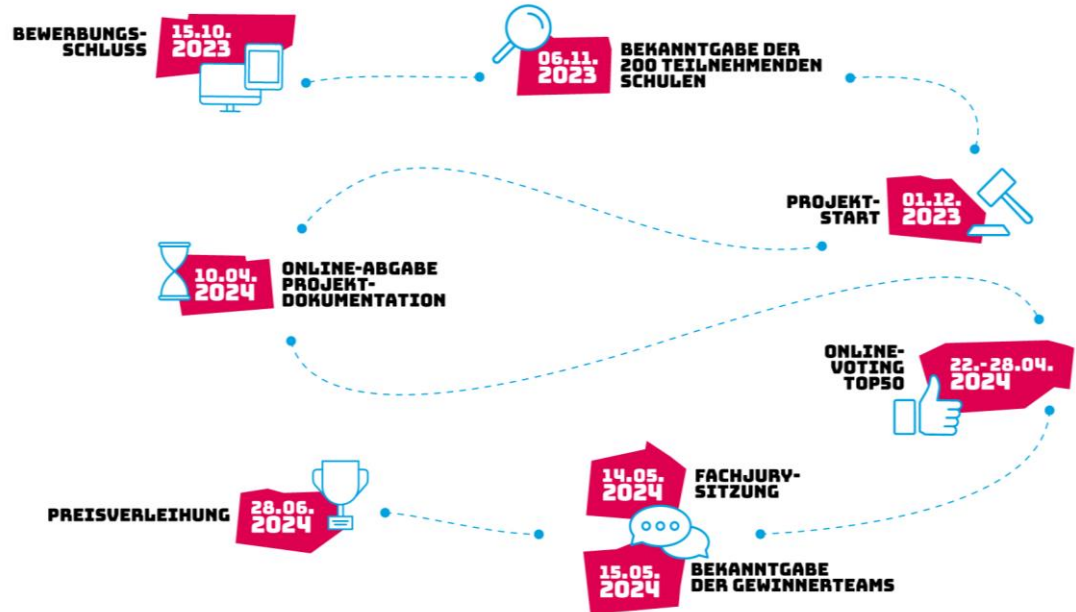 BEWERBUNGS-
SCHLUSS
15.10.
2023
06.11.
2023
BEKANNTGABE DER
200 TEILNEHMENDEN
SCHULEN
PROJEKT-
START
01.12.
2023
10.04.
2024
ONLINE-ABGABE
PROJEKT-
DOKUMENTATION
ONLINE-
VOTING
TOP50
22.-28.04.
2024
14.05.
2024
FACHJURY-
SITZUNG
15.05.
2024
BEKANNTGABE
DER GEWINNERTEAMS
PREISVERLEIHUNG
28.06.
2024